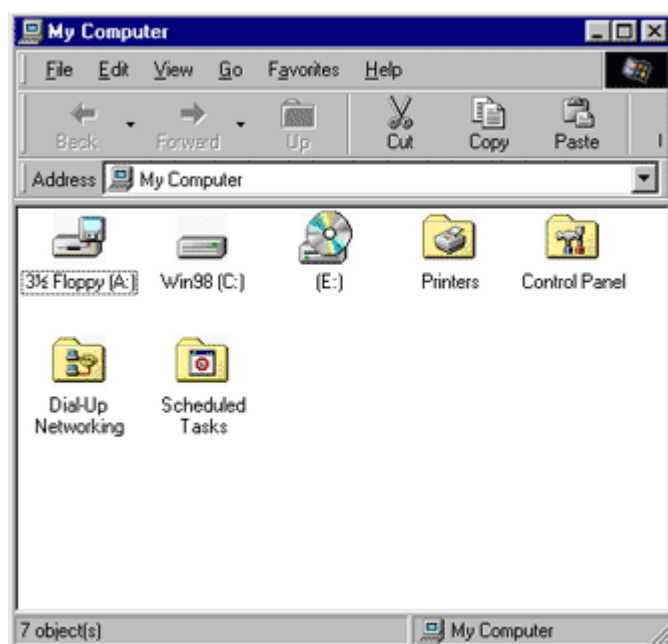 My Computer
File Edit View Go Favorites Help
Back Forward Up Cut Copy Paste
Address My Computer
3½ Floppy (A:) Win98 (C:) (E:) Printers Control Panel
Dial-Up Scheduled
Networking Tasks
7 object(s) My Computer